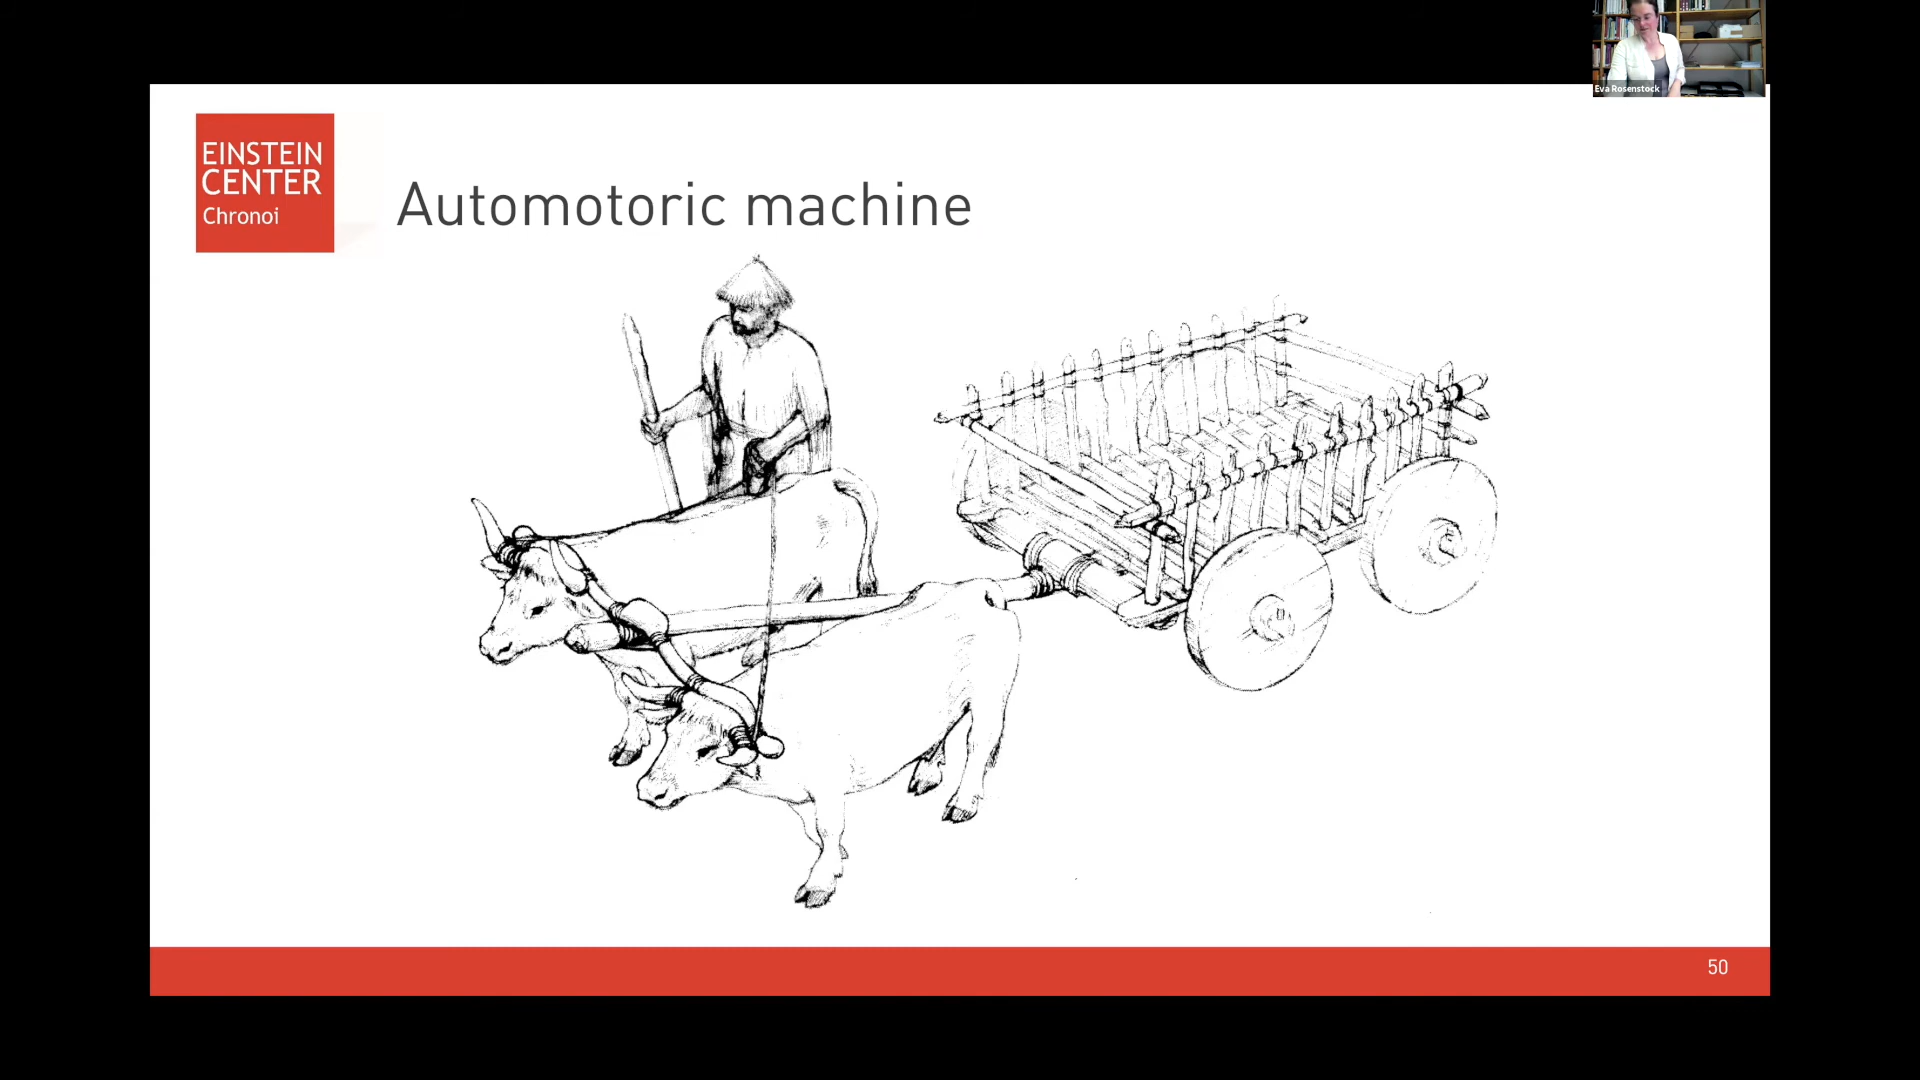 Eva Rosenstock
EINSTEIN
CENTER
Chronoi
Automotoric machine
50